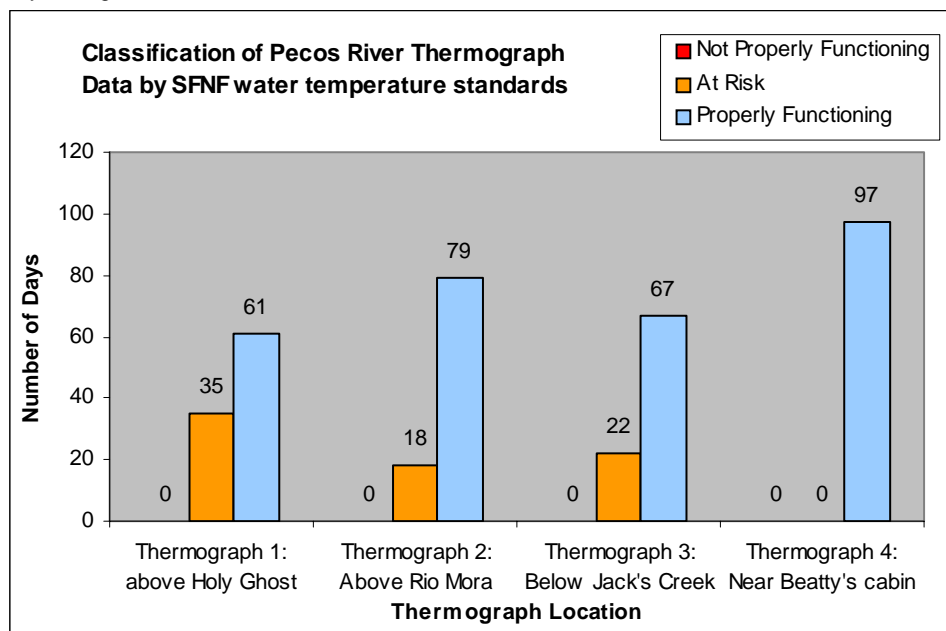 Classification of Pecos River Thermograph
Data by SFNF water temperature standards
Not Properly Functioning
At Risk
Properly Functioning
Number of Days
120
100
80
60
40
20
0
0
35
61
0
18
79
0
22
67
0
0
97
Thermograph 1:
above Holy Ghost
Thermograph 2:
Above Rio Mora
Thermograph 3:
Below Jack's Creek
Thermograph 4:
Near Beatty's cabin
Thermograph Location